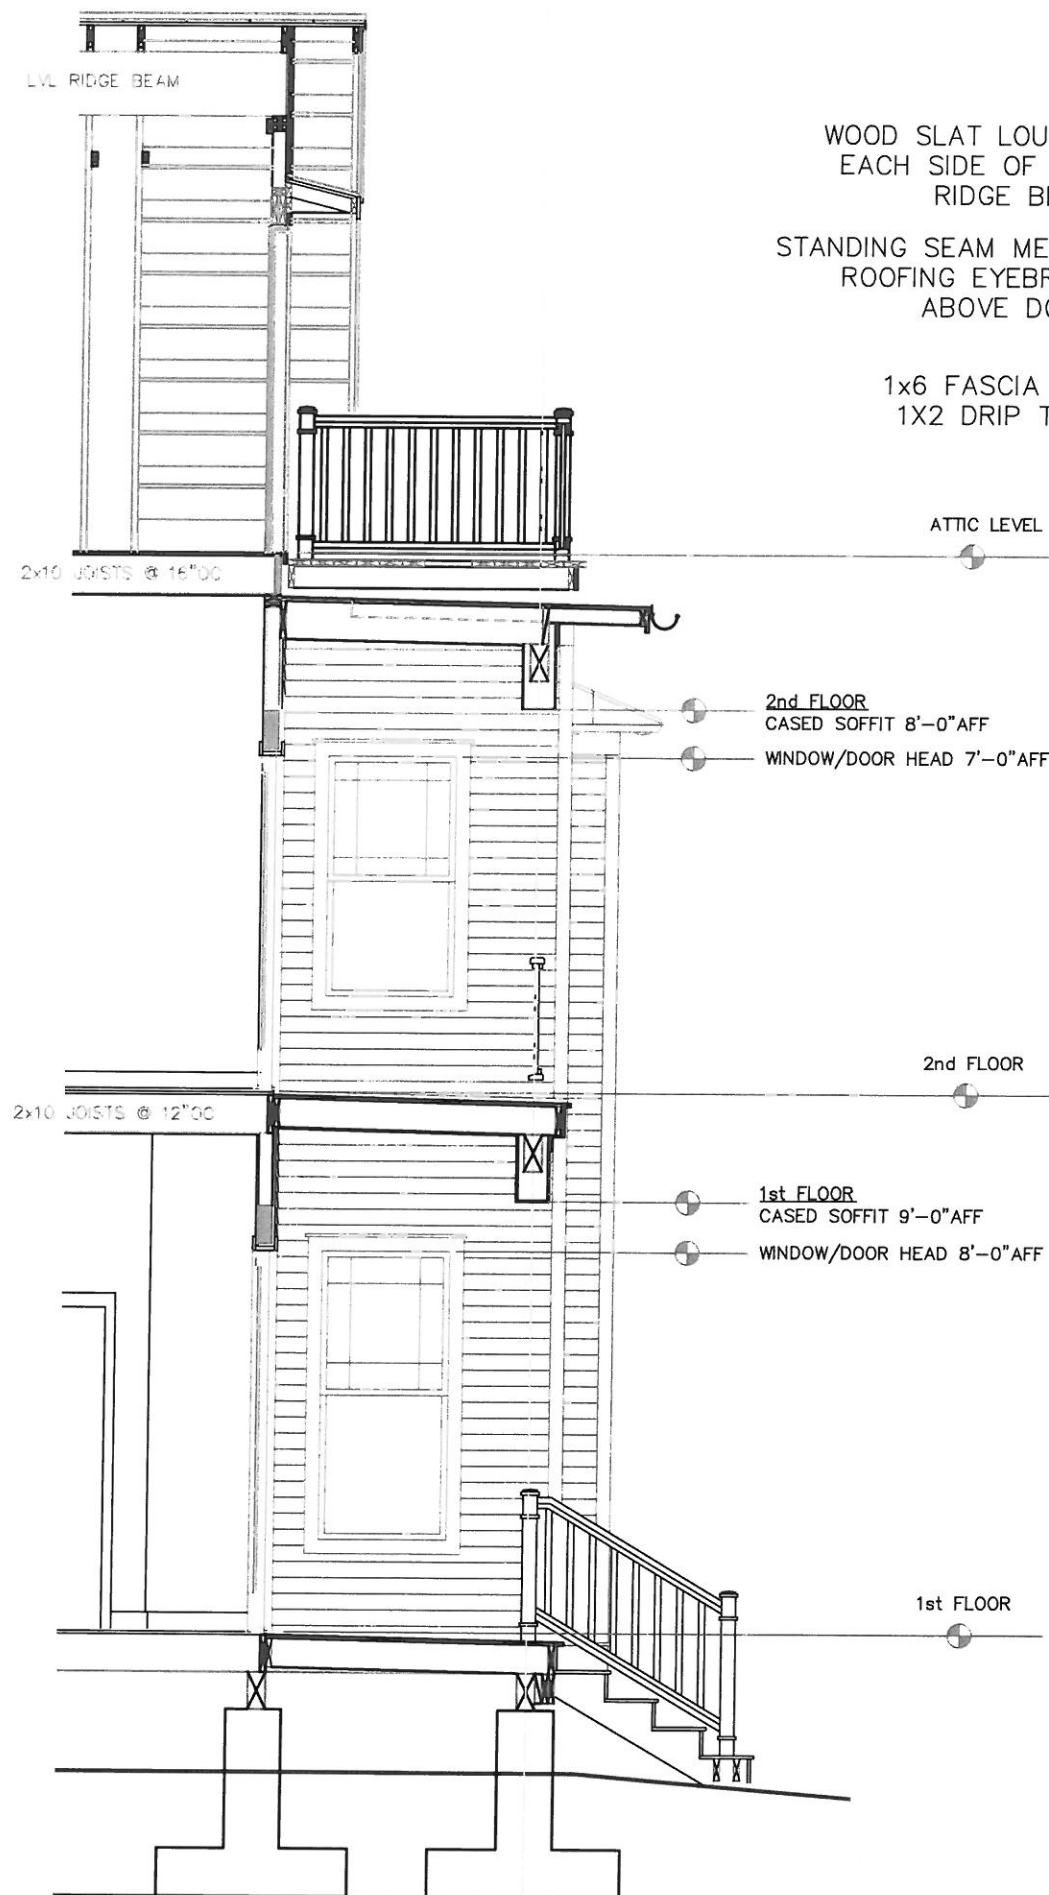 LVL RIDGE BEAM
WOOD SLAT LOU
EACH SIDE OF
RIDGE BE
STANDING SEAM ME
ROOFING EYEBR
ABOVE DO
1x6 FASCIA
1X2 DRIP T
ATTIC LEVEL
2x10 JOISTS @ 16"OC
2nd FLOOR
CASED SOFFIT 8'-0"AFF
WINDOW/DOOR HEAD 7'-0"AFF
2nd FLOOR
2x10 JOISTS @ 12"OC
1st FLOOR
CASED SOFFIT 9'-0"AFF
WINDOW/DOOR HEAD 8'-0"AFF
1st FLOOR